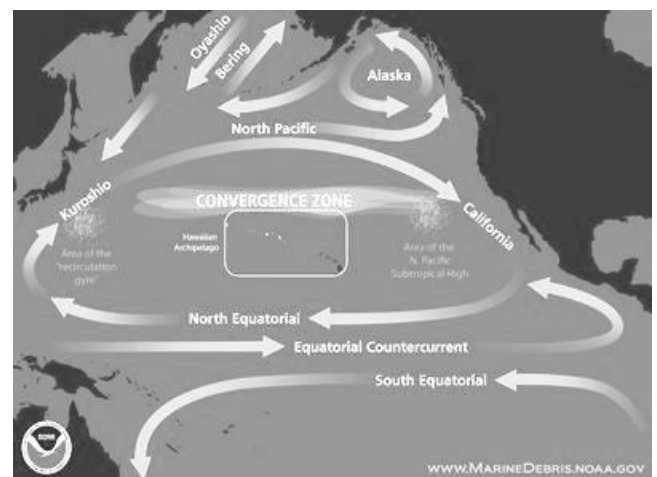 Oyashio
Bering
Alaska
North Pacific
Kuroshio
CONVERGENCE ZONE
California
Hawaiian
Archipelago
Area of the
"recirculation
gyre"
Area of the
N. Pacific
Subtropical High
North Equatorial
Equatorial Countercurrent
South Equatorial
NOAA
WWW.MARINEDEBRIS.NOAA.GOV